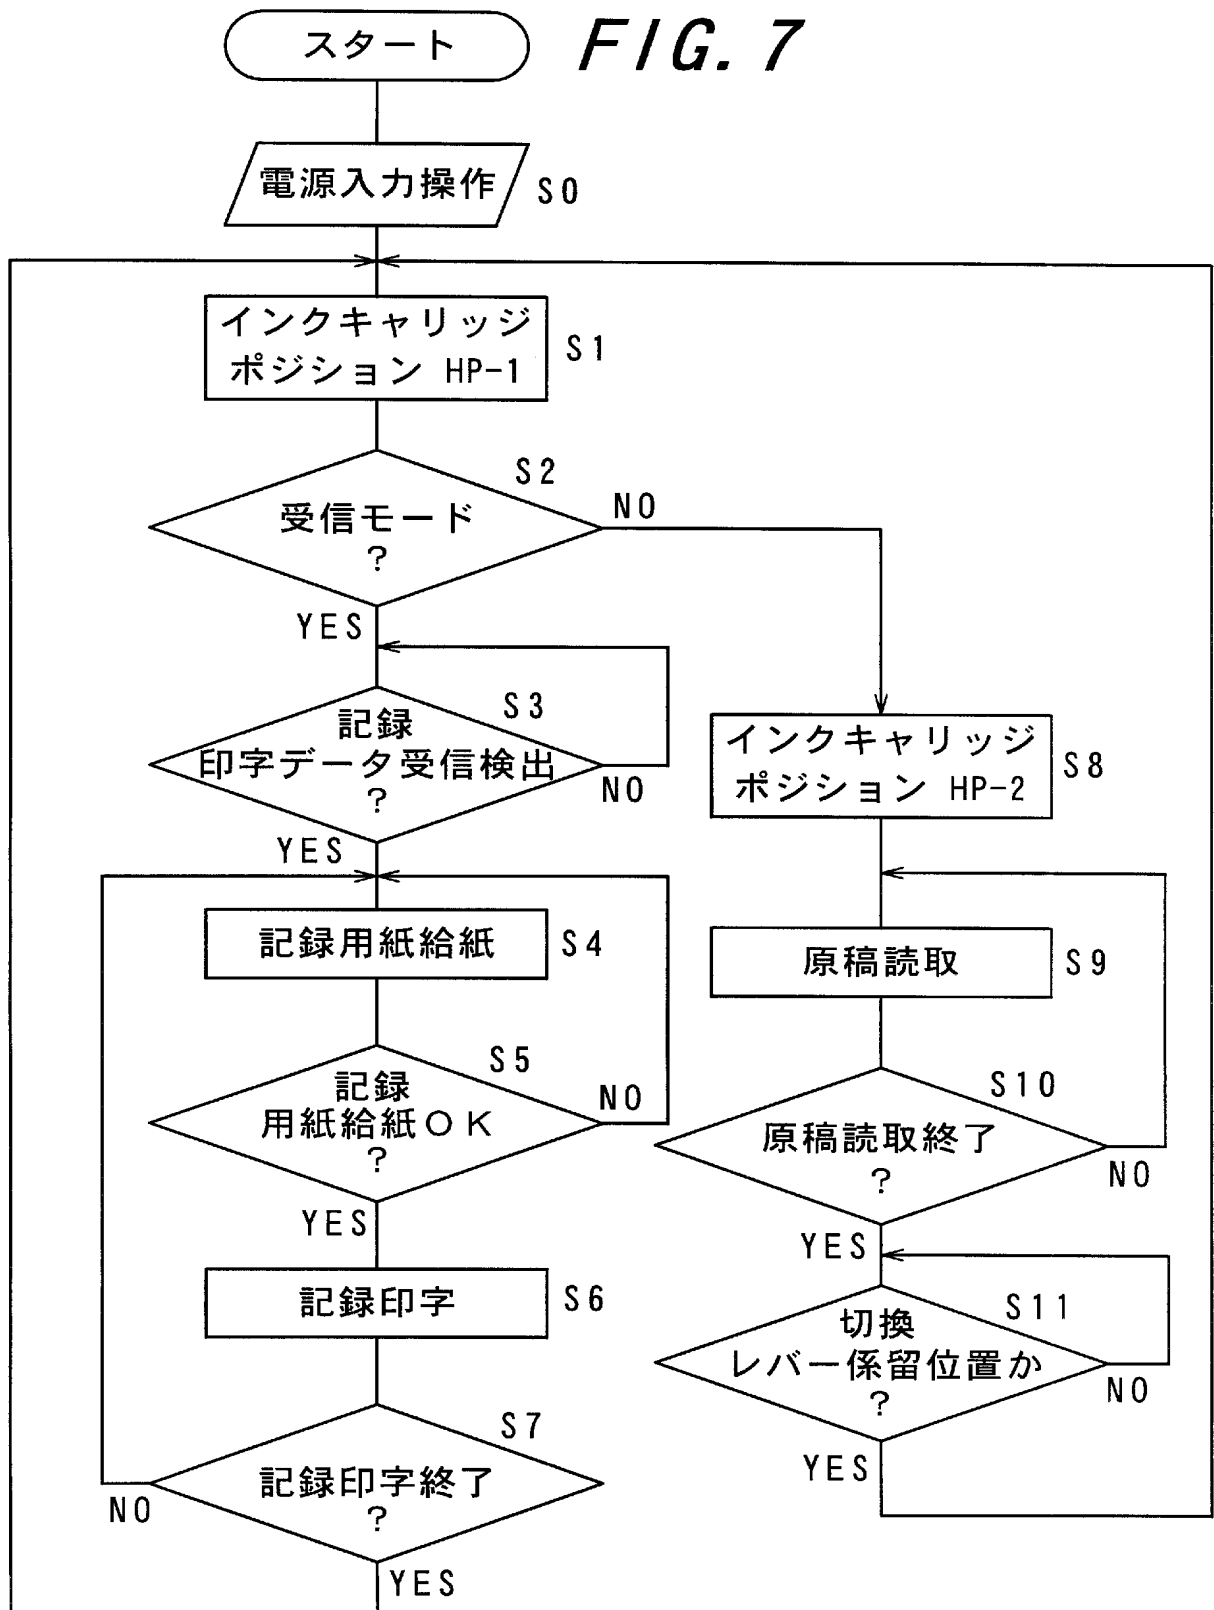 FIG. 7
スタート
電源入力操作
S0
インクキャリッジ
ポジション HP-1
S1
S2
受信モード
?
NO
YES
S3
記録
印字データ受信検出
?
NO
YES
記録用紙給紙
S4
S5
記録
用紙給紙OK
?
NO
YES
記録印字
S6
S7
記録印字終了
?
NO
YES
インクキャリッジ
ポジション HP-2
S8
原稿読取
S9
S10
原稿読取終了
?
NO
YES
S11
切換
レバー係留位置か
?
NO
YES